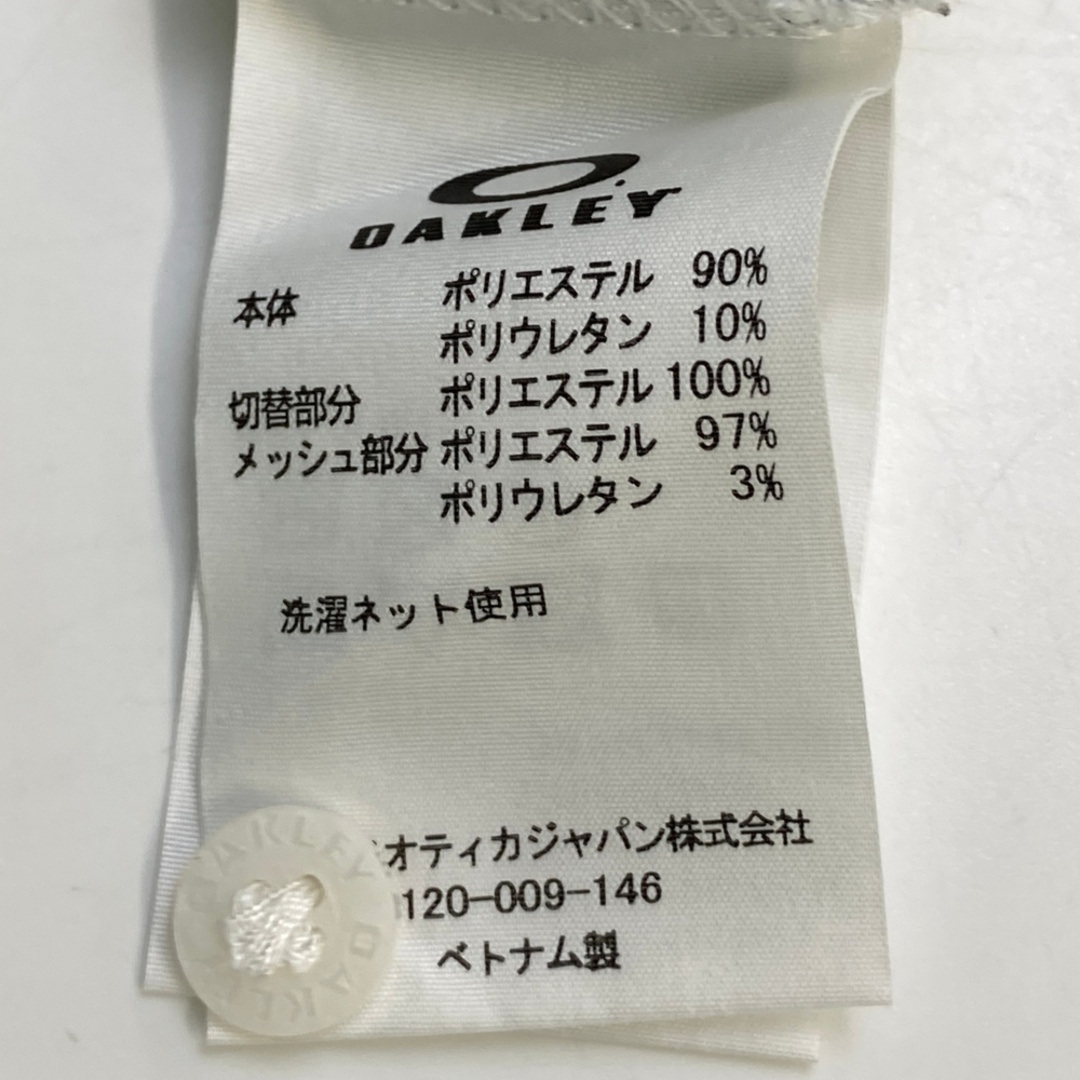 OAKLEY
本体 ポリエステル 90%
ポリウレタン 10%
切替部分 ポリエステル 100%
メッシュ部分 ポリエステル 97%
ポリウレタン 3%
洗濯ネット使用
オティカジャパン株式会社
120-009-146
ベトナム製
OAKLEY OAKLEY